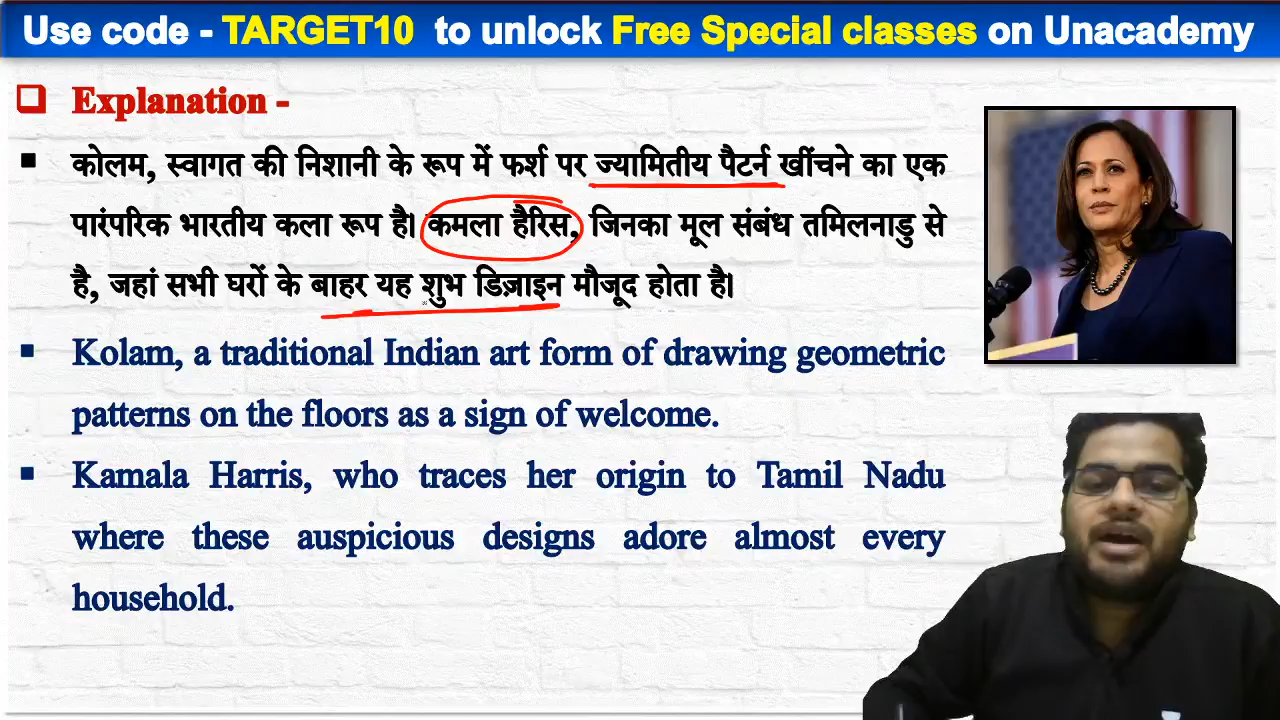 Use code - TARGET10 to unlock Free Special classes on Unacademy
Explanation -
कोलम, स्वागत की निशानी के रूप में फर्श पर ज्यामितीय पैटर्न खींचने का एक
पारंपरिक भारतीय कला रूप है। कमला हैरिस, जिनका मूल संबंध तमिलनाडु से
है, जहां सभी घरों के बाहर यह शुभ डिज़ाइन मौजूद होता है।
Kolam, a traditional Indian art form of drawing geometric
patterns on the floors as a sign of welcome.
Kamala Harris, who traces her origin to Tamil Nadu
where these auspicious designs adore almost every
household.